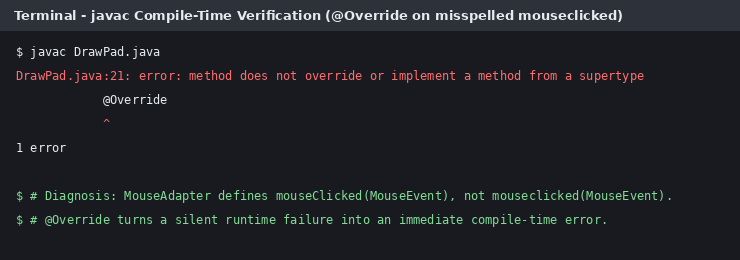 Terminal - javac Compile-Time Verification (@Override on misspelled mouseclicked)
$ javac DrawPad.java
DrawPad.java:21: error: method does not override or implement a method from a supertype
            @Override
            ^
1 error
$ # Diagnosis: MouseAdapter defines mouseClicked(MouseEvent), not mouseclicked(MouseEvent).
$ # @Override turns a silent runtime failure into an immediate compile-time error.